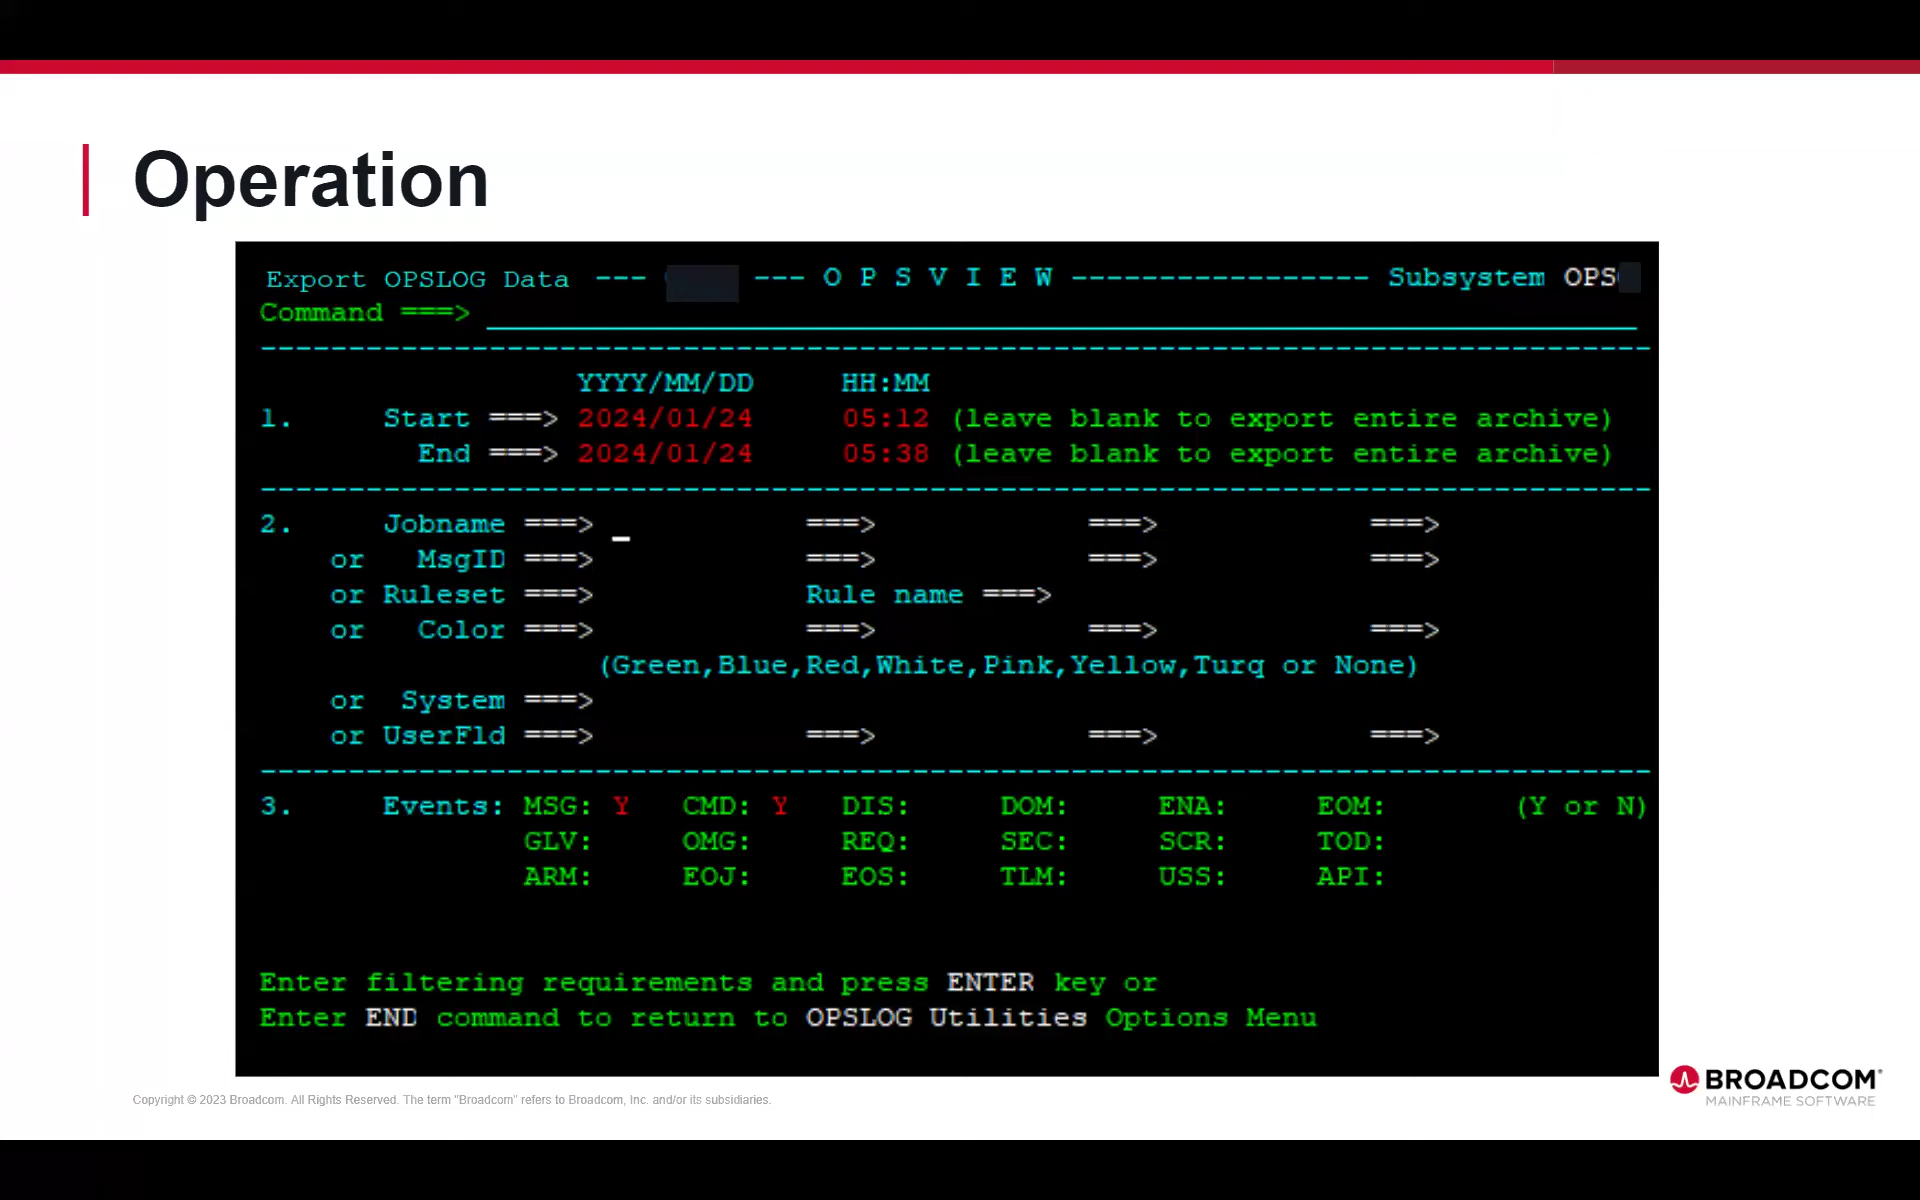 Operation
Export OPSLOG Data --- --- O P S V I E W ----------------- Subsystem OPS
Command ===>
-------------------------------------------------------------------------------
YYYY/MM/DD HH:MM
1. Start ===> 2024/01/24 05:12 (leave blank to export entire archive)
End ===> 2024/01/24 05:38 (leave blank to export entire archive)
-------------------------------------------------------------------------------
2. Jobname ===> _ ===> ===> ===>
or MsgID ===> ===> ===> ===>
or Ruleset ===> Rule name ===>
or Color ===> ===> ===> ===>
(Green,Blue,Red,White,Pink,Yellow,Turq or None)
or System ===>
or UserFld ===> ===> ===> ===>
-------------------------------------------------------------------------------
3. Events: MSG: Y CMD: Y DIS: DOM: ENA: EOM: (Y or N)
GLV: OMG: REQ: SEC: SCR: TOD:
ARM: EOJ: EOS: TLM: USS: API:
Enter filtering requirements and press ENTER key or
Enter END command to return to OPSLOG Utilities Options Menu
BROADCOM®
MAINFRAME SOFTWARE
Copyright © 2023 Broadcom. All Rights Reserved. The term "Broadcom" refers to Broadcom, Inc. and/or its subsidiaries.